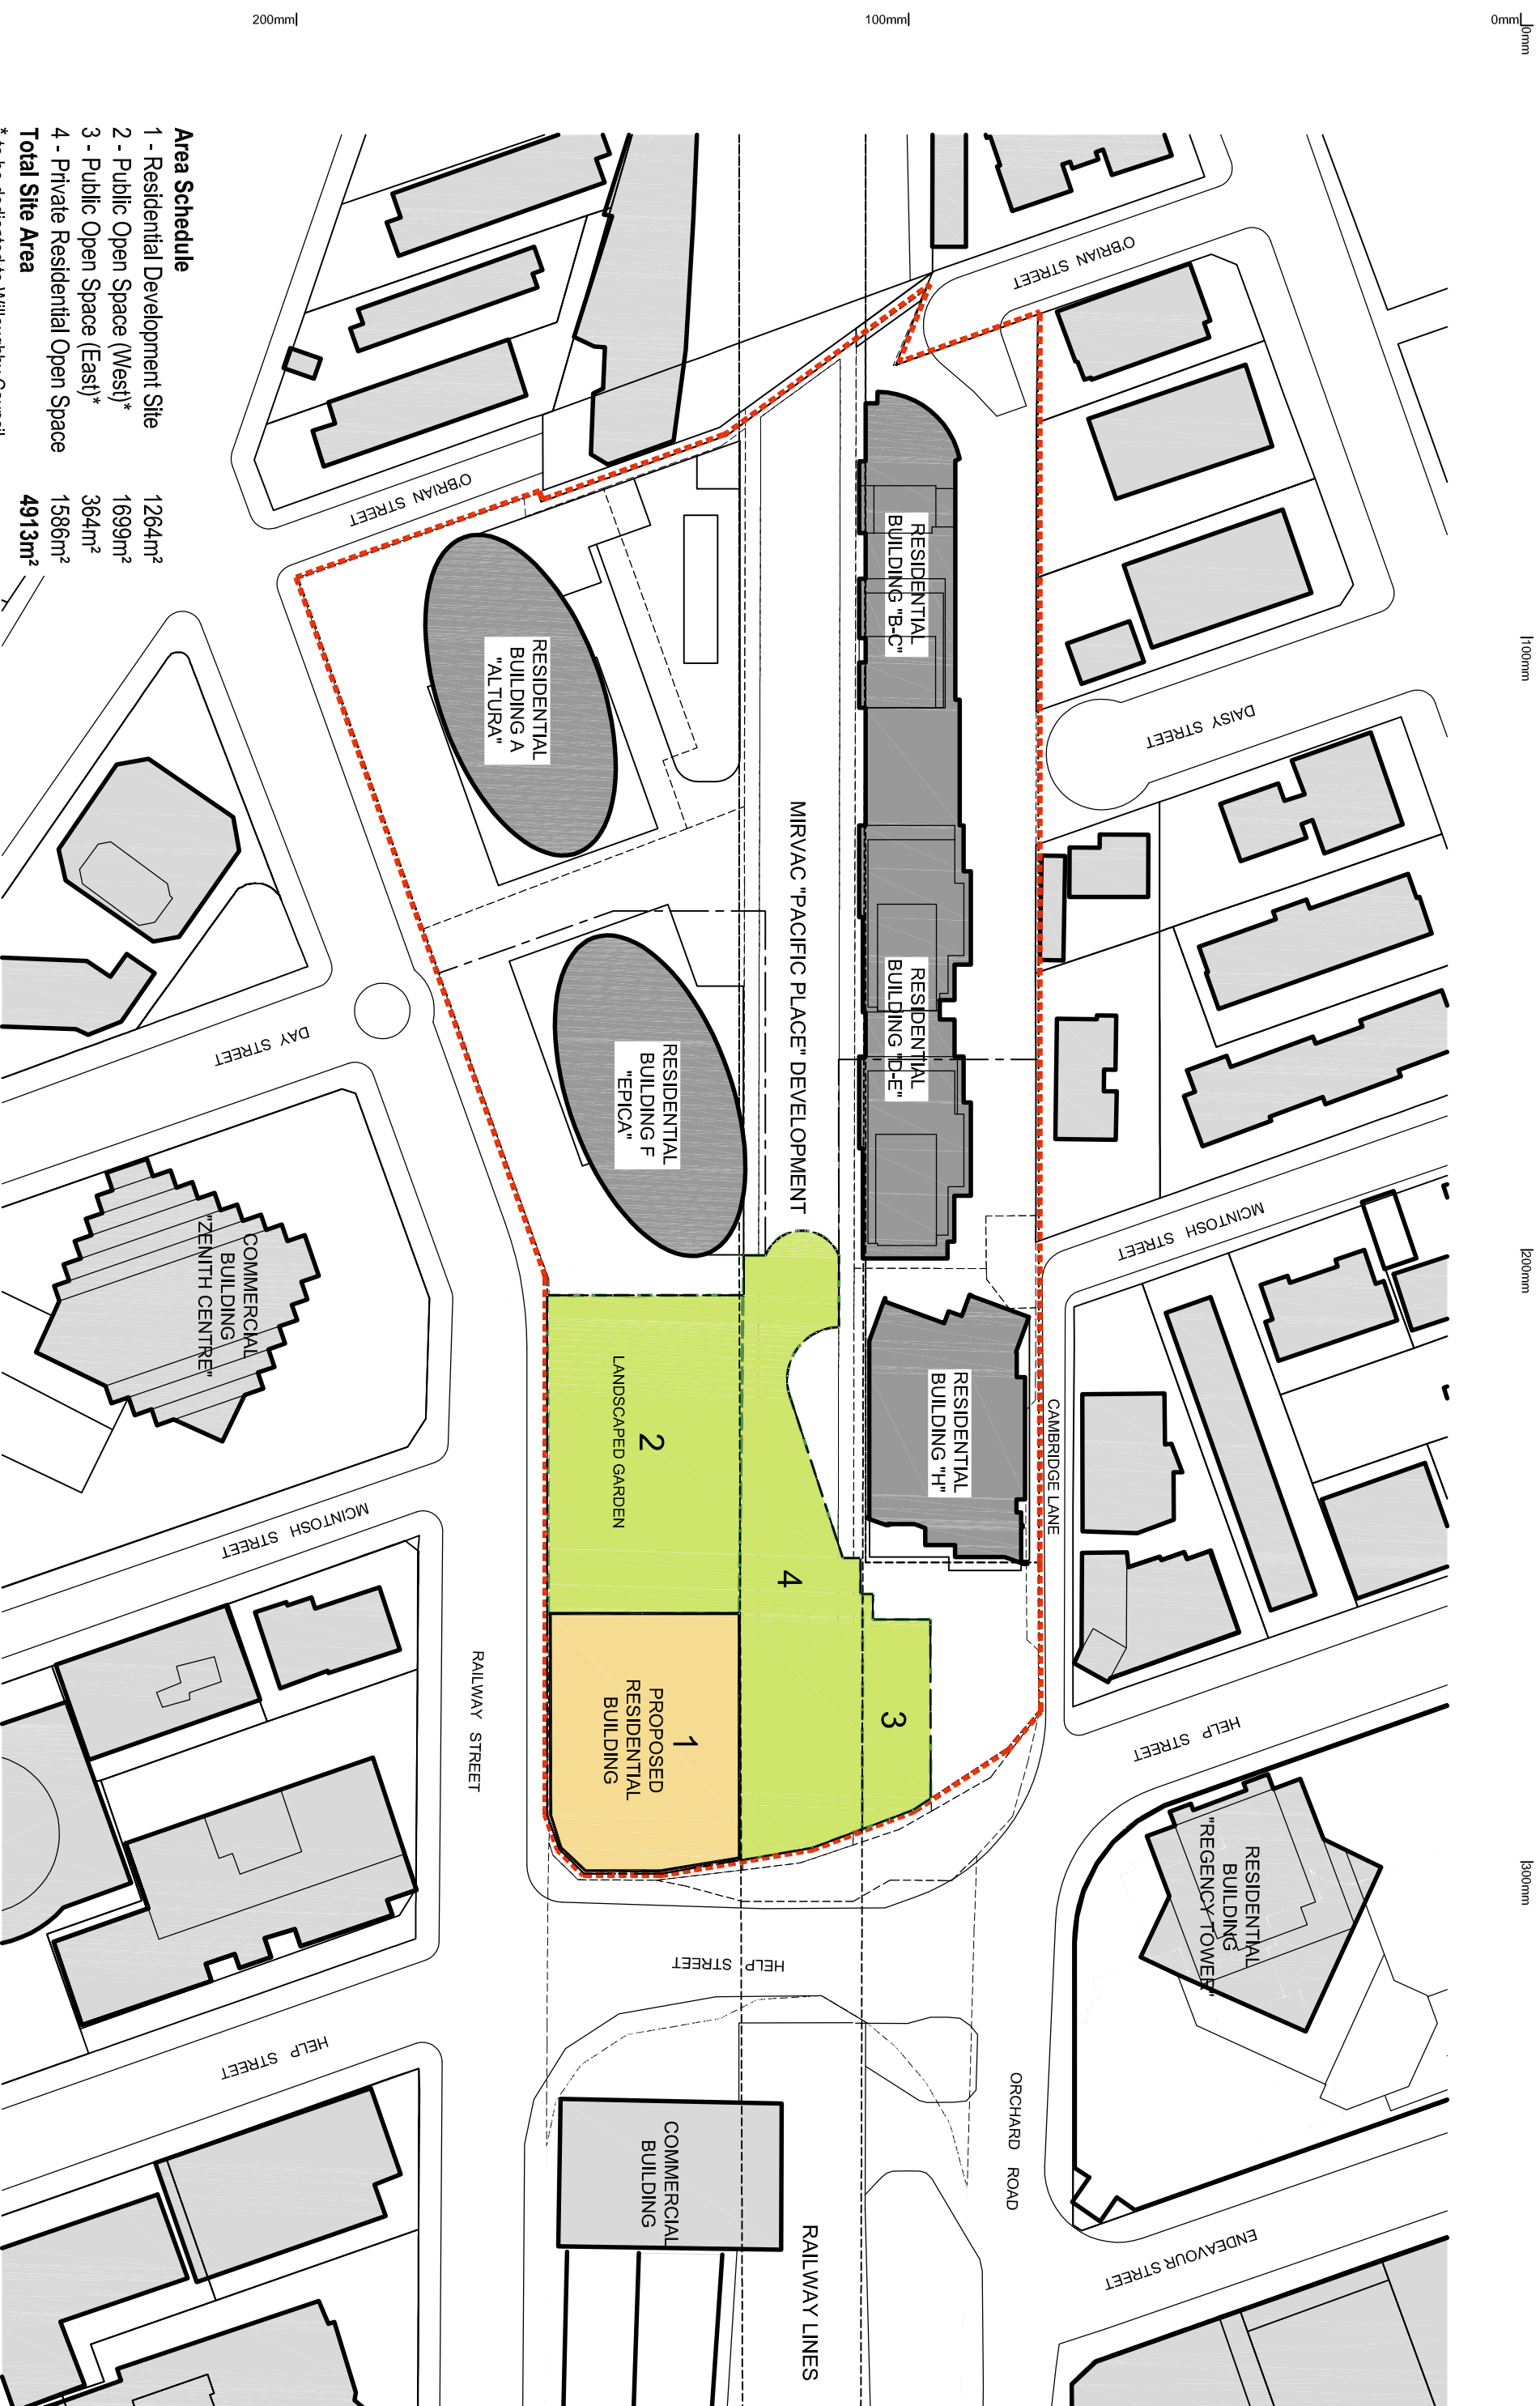 200mm
100mm
0mm
0mm
100mm
200mm
300mm
Area Schedule
1 - Residential Development Site 1264m²
2 - Public Open Space (West)* 1699m²
3 - Public Open Space (East)* 364m²
4 - Private Residential Open Space 1586m²
Total Site Area 4913m²
O'BRIAN STREET
O'BRIAN STREET
DAISY STREET
RESIDENTIAL
BUILDING "B-C"
RESIDENTIAL
BUILDING A
"ALTURA"
MIRVAC "PACIFIC PLACE" DEVELOPMENT
RESIDENTIAL
BUILDING "D-E"
RESIDENTIAL
BUILDING F
"EPICA"
DAY STREET
MCINTOSH STREET
COMMERCIAL
BUILDING
"ZENITH CENTRE"
RESIDENTIAL
BUILDING "H"
CAMBRIDGE LANE
2
LANDSCAPED GARDEN
4
3
1
PROPOSED
RESIDENTIAL
BUILDING
MCINTOSH STREET
RAILWAY STREET
HELP STREET
RESIDENTIAL
BUILDING
"REGENCY TOWER"
HELP STREET
HELP STREET
ORCHARD ROAD
COMMERCIAL
BUILDING
RAILWAY LINES
ENDEAVOUR STREET